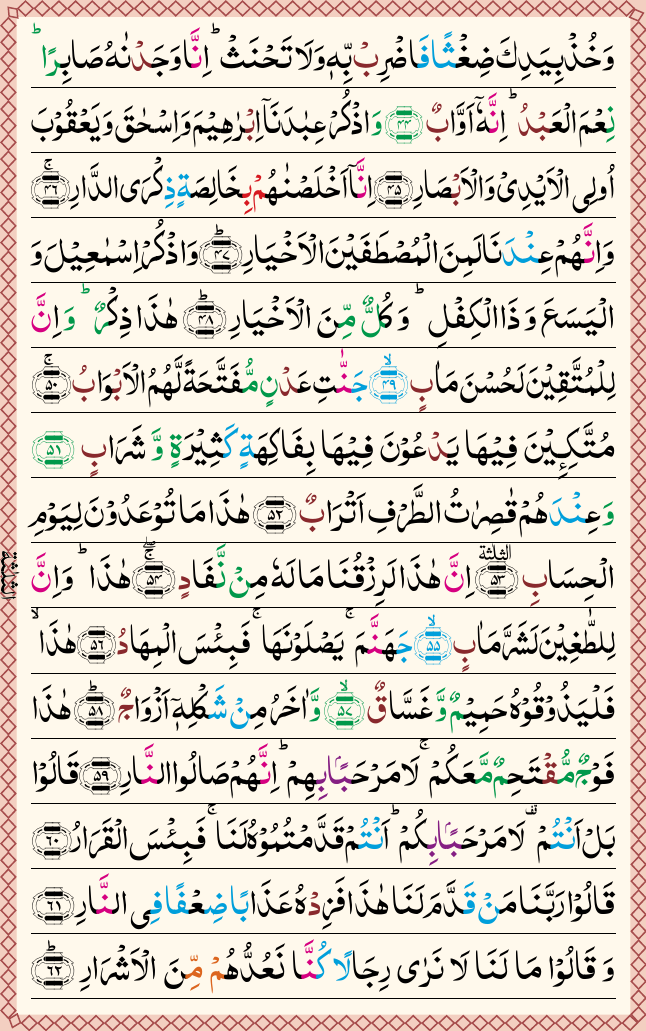 وَخُذْ بِيَدِكَ ضِغْثًا فَاضْرِبْ بِّهٖ وَلَا تَحْنَثْ ؕ اِنَّا وَجَدْنٰهُ صَابِرًا ؕ
نِعْمَ الْعَبْدُ ؕ اِنَّهٗۤ اَوَّابٌ ﴿۴۴﴾ وَاذْكُرْ عِبٰدَنَاۤ اِبْرٰهِيْمَ وَاِسْحٰقَ وَيَعْقُوْبَ
اُولِى الْاَيْدِىْ وَالْاَبْصَارِ ﴿۴۵﴾ اِنَّاۤ اَخْلَصْنٰهُمْ بِخَالِصَةٍ ذِكْرَى الدَّارِ ۚ﴿۴۶﴾
وَاِنَّهُمْ عِنْدَنَا لَمِنَ الْمُصْطَفَيْنَ الْاَخْيَارِ ؕ﴿۴۷﴾ وَاذْكُرْ اِسْمٰعِيْلَ وَ
الْيَسَعَ وَذَا الْكِفْلِ ؕ وَكُلٌّ مِّنَ الْاَخْيَارِ ؕ﴿۴۸﴾ هٰذَا ذِكْرٌ ؕ وَاِنَّ
لِلْمُتَّقِيْنَ لَحُسْنَ مَاٰبٍ ۙ﴿۴۹﴾ جَنّٰتِ عَدْنٍ مُّفَتَّحَةً لَّهُمُ الْاَبْوَابُ ۚ﴿۵۰﴾
مُتَّكِـِٕيْنَ فِيْهَا يَدْعُوْنَ فِيْهَا بِفَاكِهَةٍ كَثِيْرَةٍ وَّشَرَابٍ ﴿۵۱﴾
وَعِنْدَهُمْ قٰصِرٰتُ الطَّرْفِ اَتْرَابٌ ﴿۵۲﴾ هٰذَا مَا تُوْعَدُوْنَ لِيَوْمِ
الْحِسَابِ ﴿۵۳﴾ الثلثة اِنَّ هٰذَا لَرِزْقُنَا مَا لَهٗ مِنْ نَّفَادٍ ۚۖ﴿۵۴﴾ هٰذَا ؕ وَاِنَّ
الثلثة
لِلطّٰغِيْنَ لَشَرَّ مَاٰبٍ ۙ﴿۵۵﴾ جَهَنَّمَ ۚ يَصْلَوْنَهَا ۚ فَبِئْسَ الْمِهَادُ ﴿۵۶﴾ هٰذَا ۙ
فَلْيَذُوْقُوْهُ حَمِيْمٌ وَّغَسَّاقٌ ۙ﴿۵۷﴾ وَّاٰخَرُ مِنْ شَكْلِهٖۤ اَزْوَاجٌ ؕ﴿۵۸﴾ هٰذَا
فَوْجٌ مُّقْتَحِمٌ مَّعَكُمْ ۚ لَا مَرْحَبًۢا بِهِمْ ؕ اِنَّهُمْ صَالُوا النَّارِ ﴿۵۹﴾ قَالُوْا
بَلْ اَنْتُمْ ۟ لَا مَرْحَبًۢا بِكُمْ ؕ اَنْتُمْ قَدَّمْتُمُوْهُ لَنَا ۚ فَبِئْسَ الْقَرَارُ ﴿۶۰﴾
قَالُوْا رَبَّنَا مَنْ قَدَّمَ لَنَا هٰذَا فَزِدْهُ عَذَابًا ضِعْفًا فِى النَّارِ ﴿۶۱﴾
وَقَالُوْا مَا لَنَا لَا نَرٰى رِجَالًا كُنَّا نَعُدُّهُمْ مِّنَ الْاَشْرَارِ ؕ﴿۶۲﴾